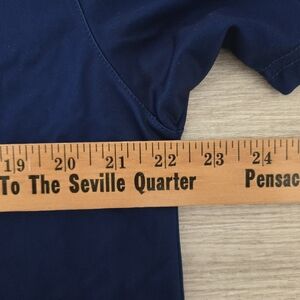 19 20 21 22 23 24
To The Seville Quarter Pensac